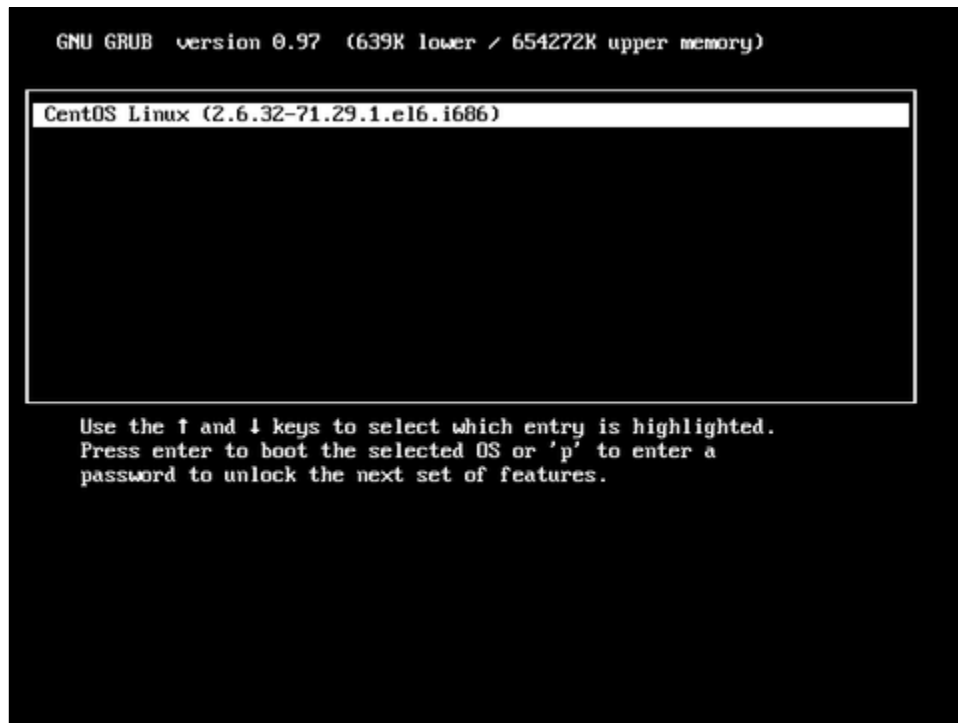 GNU GRUB version 0.97 (639K lower / 654272K upper memory)
CentOS Linux (2.6.32-71.29.1.el6.i686)
Use the ↑ and ↓ keys to select which entry is highlighted.
Press enter to boot the selected OS or 'p' to enter a
password to unlock the next set of features.